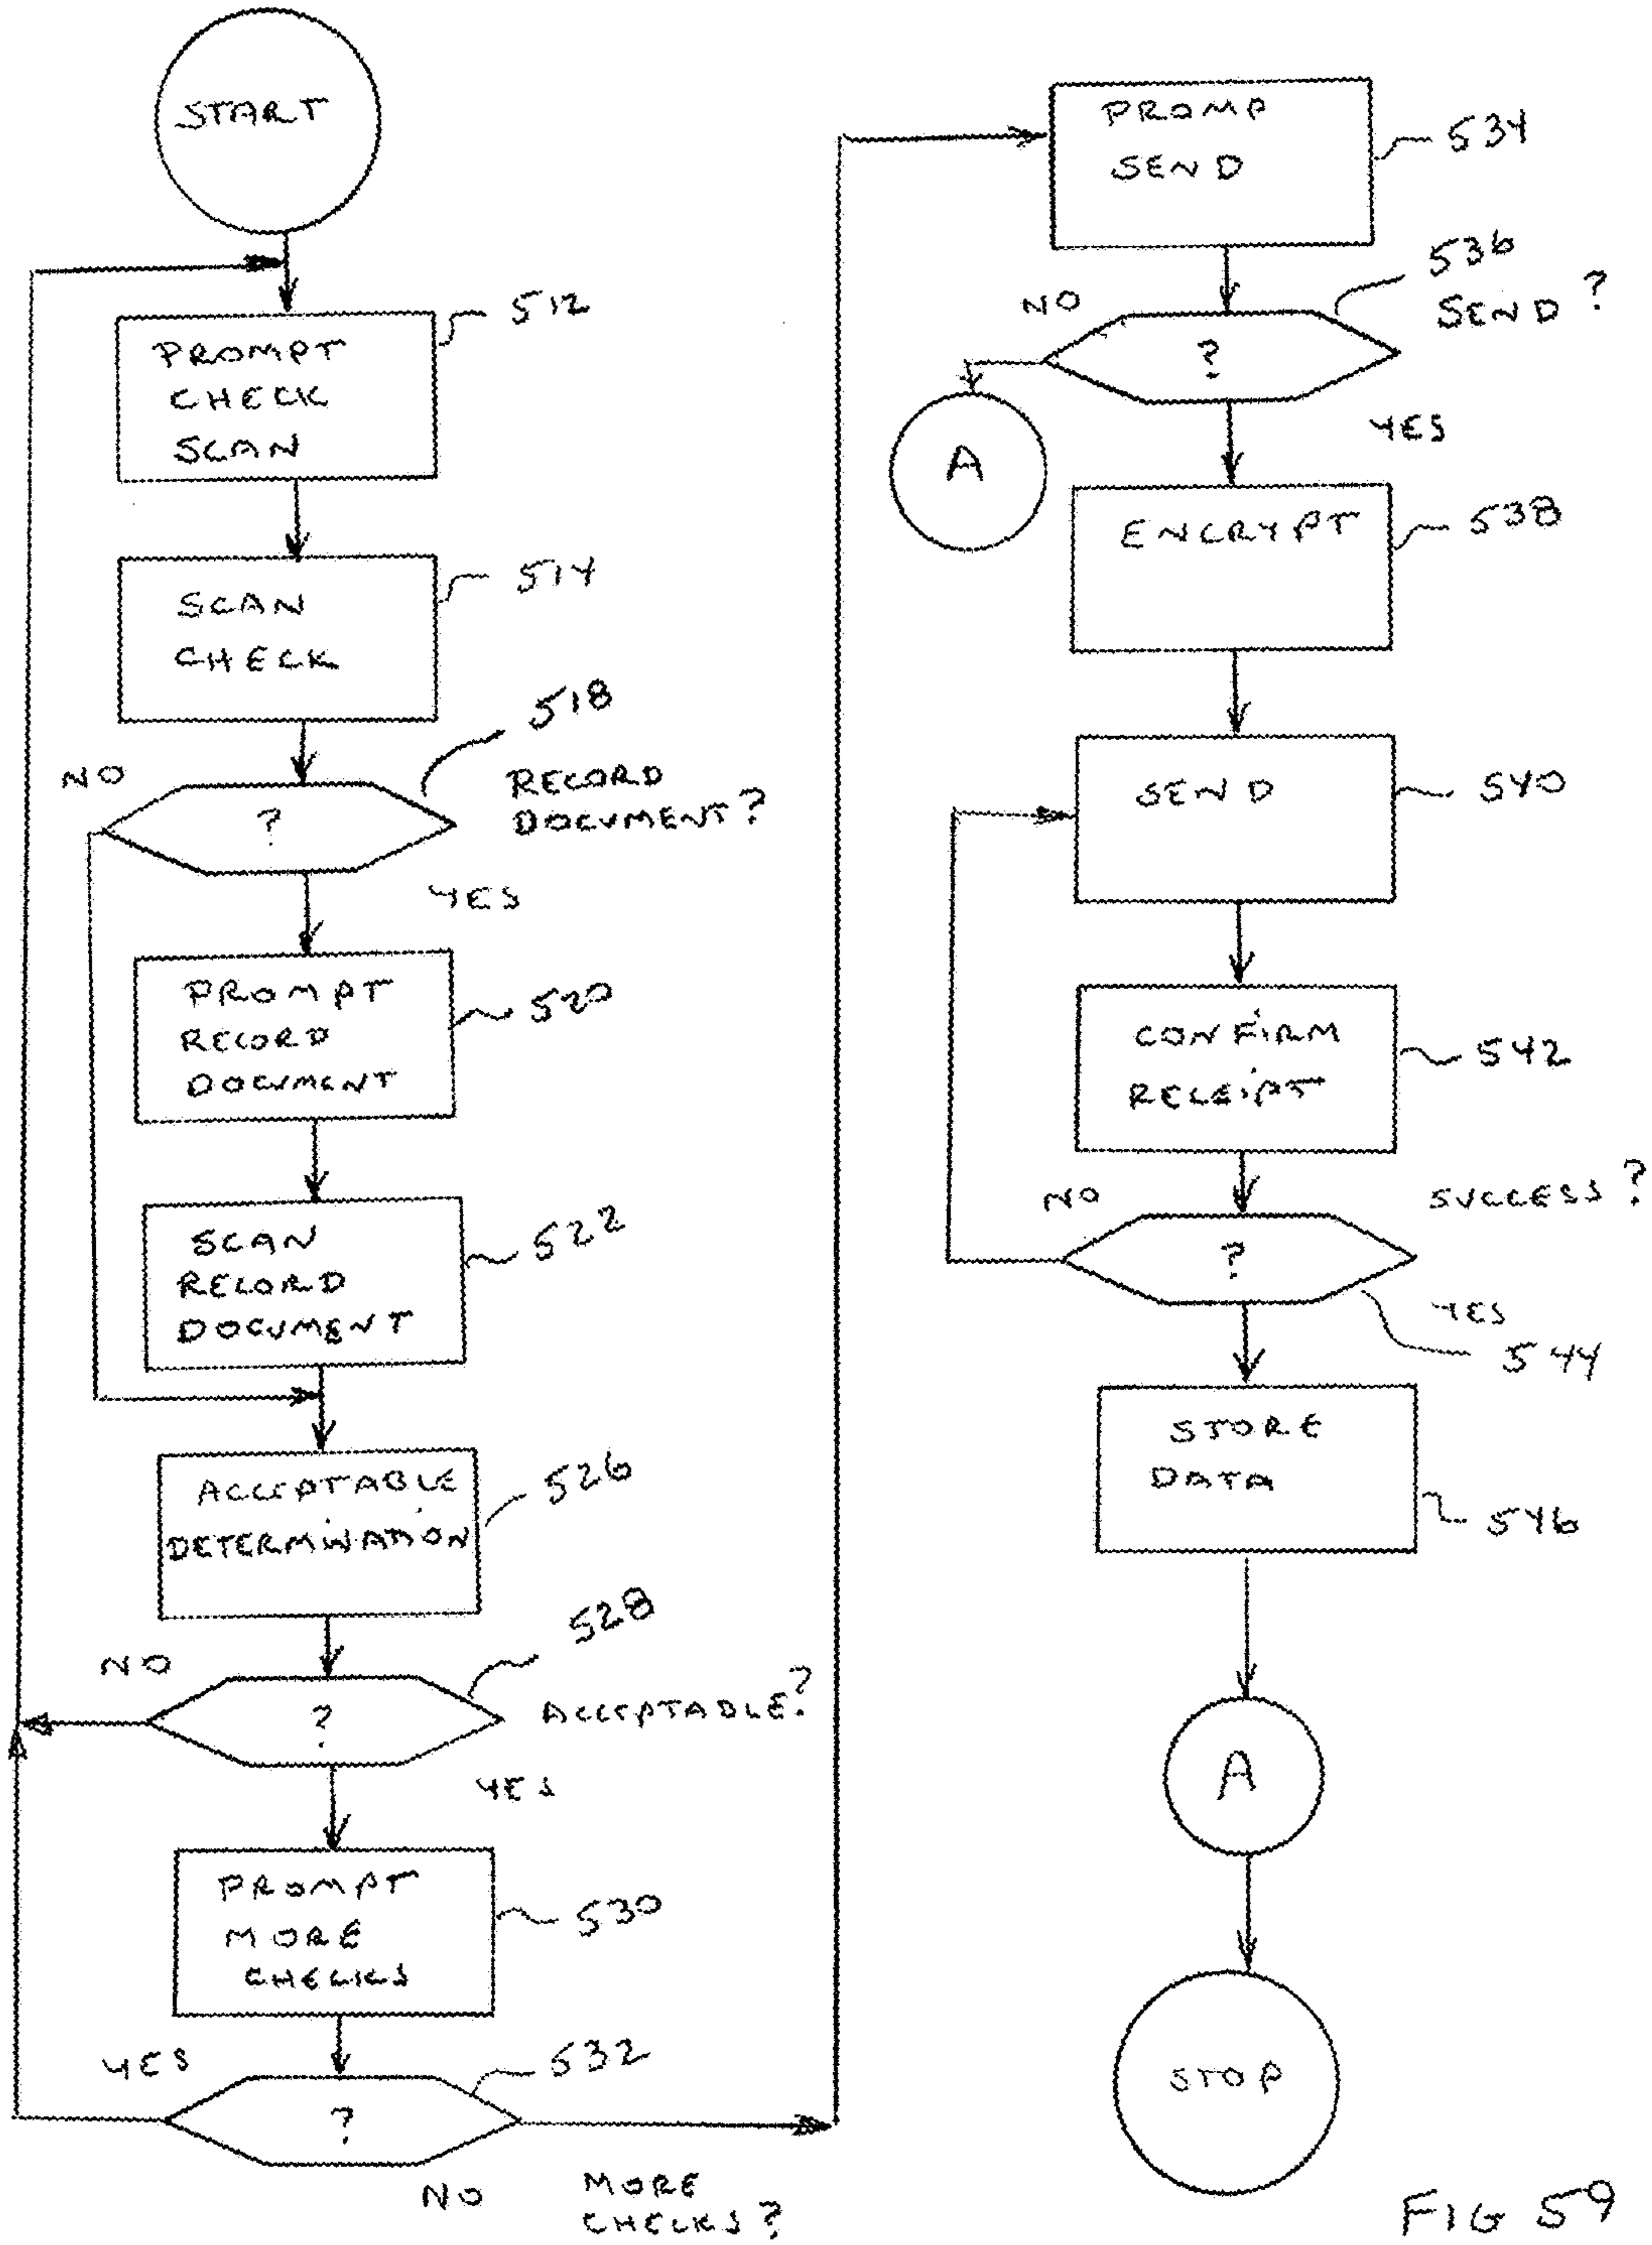 START
512
PROMPT
CHECK
SCAN
514
SCAN
CHECK
518
RECORD
DOCUMENT?
NO
?
YES
PROMPT
RECORD
DOCUMENT
520
SCAN
RECORD
DOCUMENT
522
ACCEPTABLE
DETERMINATION
526
528
NO
?
ACCEPTABLE?
YES
PROMPT
MORE
CHECKS
530
YES
532
?
NO
MORE
CHECKS?
PROMP
SEND
534
536
SEND?
NO
?
YES
A
ENCRYPT
538
SEND
540
CONFIRM
RECEIPT
542
NO
SUCCESS?
?
YES
544
STORE
DATA
546
A
STOP
FIG 59